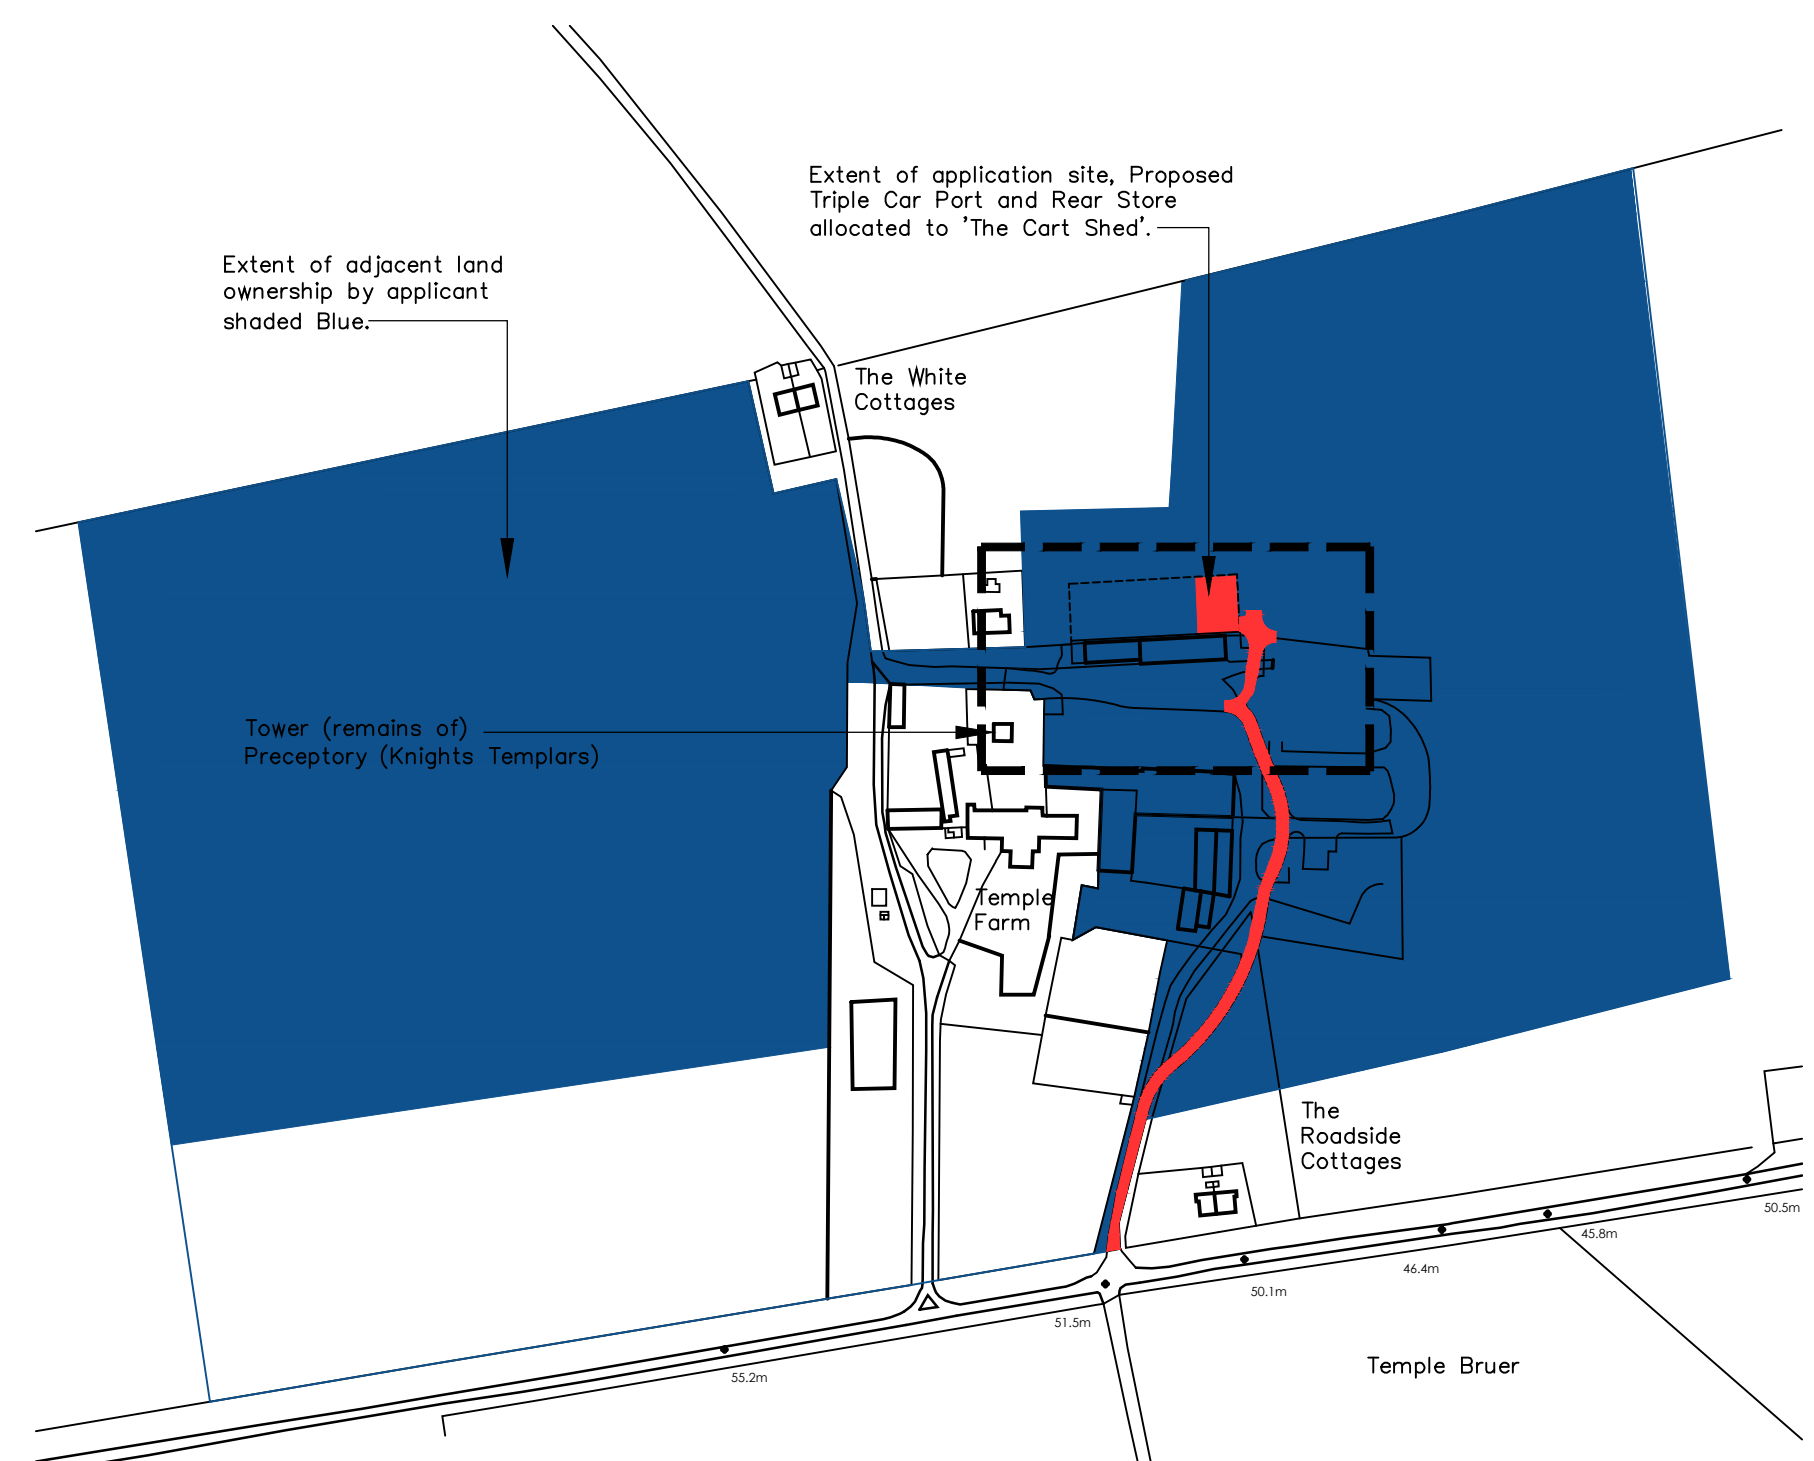 Extent of application site, Proposed
Triple Car Port and Rear Store
allocated to 'The Cart Shed'.
Extent of adjacent land
ownership by applicant
shaded Blue.
The White
Cottages
Tower (remains of)
Preceptory (Knights Templars)
Temple
Farm
The
Roadside
Cottages
50.5m
45.8m
46.4m
50.1m
51.5m
55.2m
Temple Bruer